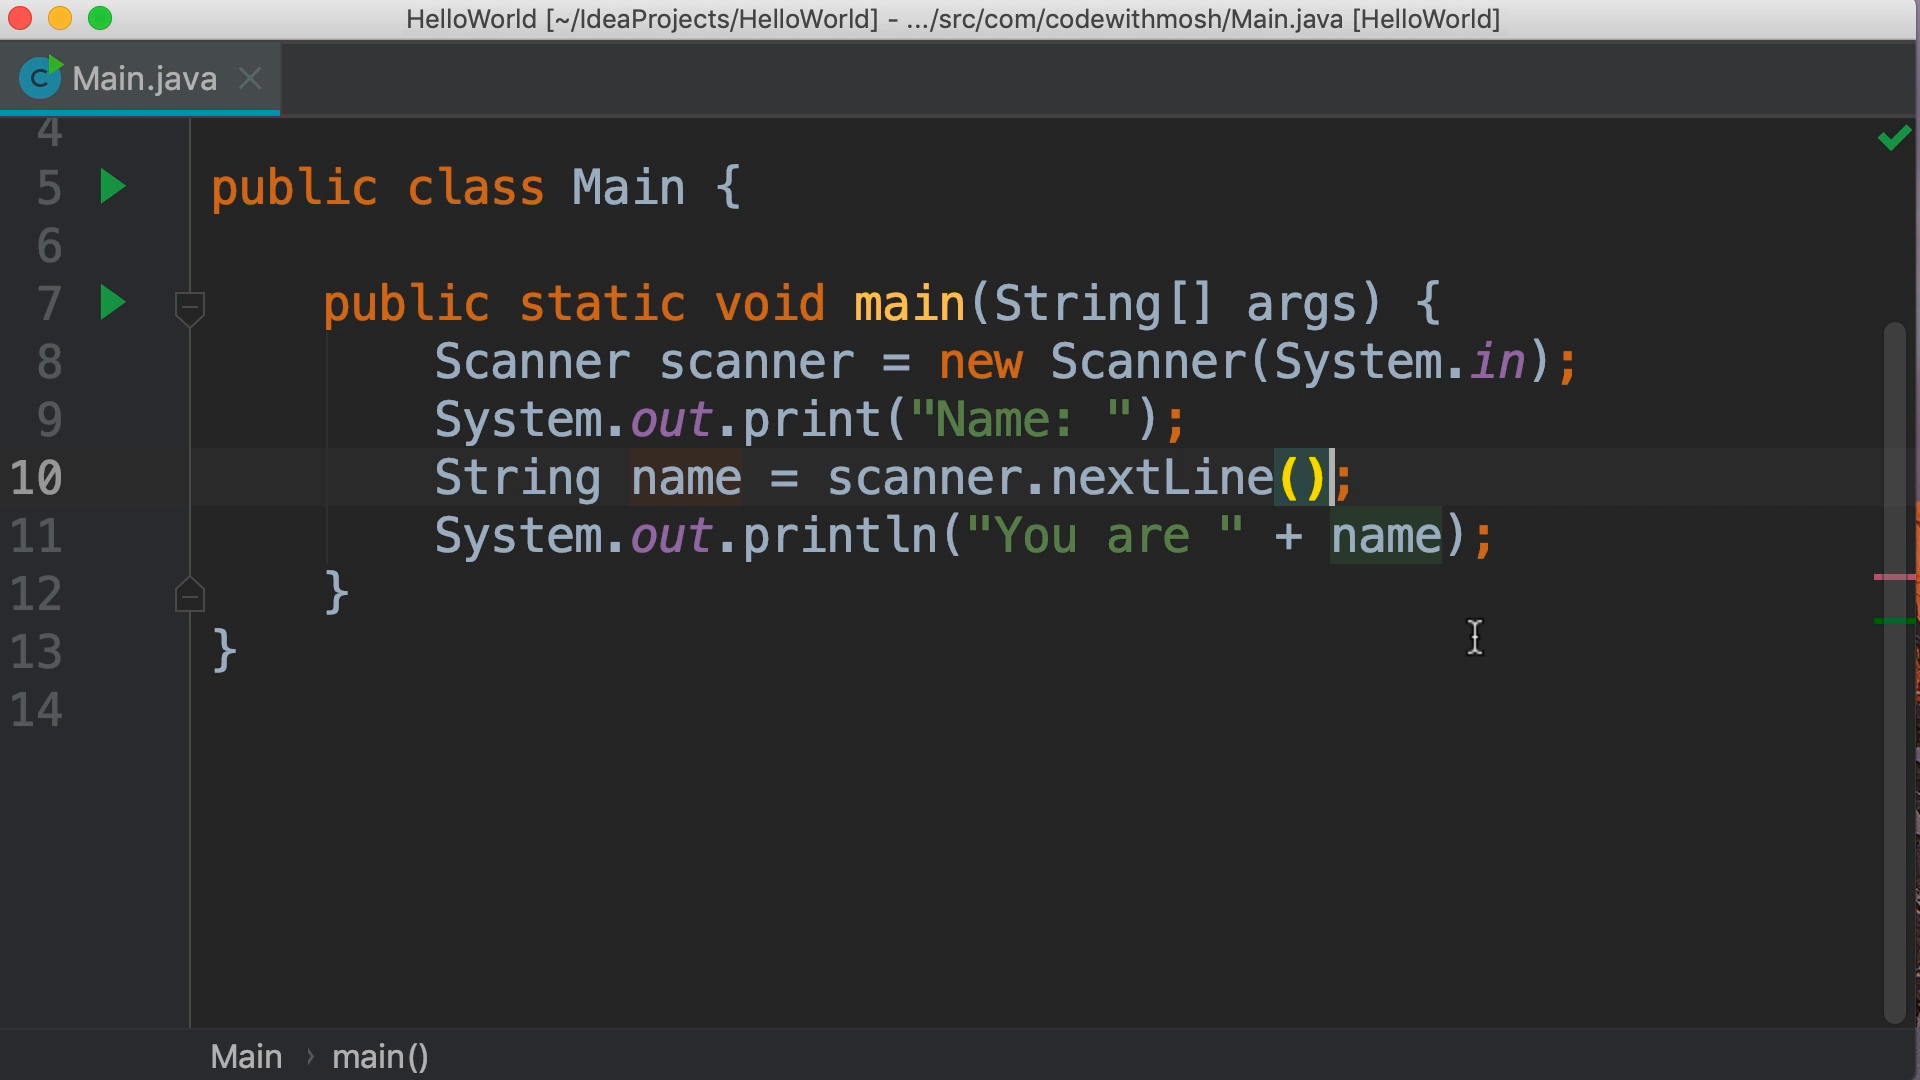 HelloWorld [~/IdeaProjects/HelloWorld] - .../src/com/codewithmosh/Main.java [HelloWorld]
C Main.java
4
5 public class Main {
6
7 public static void main(String[] args) {
8 Scanner scanner = new Scanner(System.in);
9 System.out.print("Name: ");
10 String name = scanner.nextLine();
11 System.out.println("You are " + name);
12 }
13 }
14
Main › main()